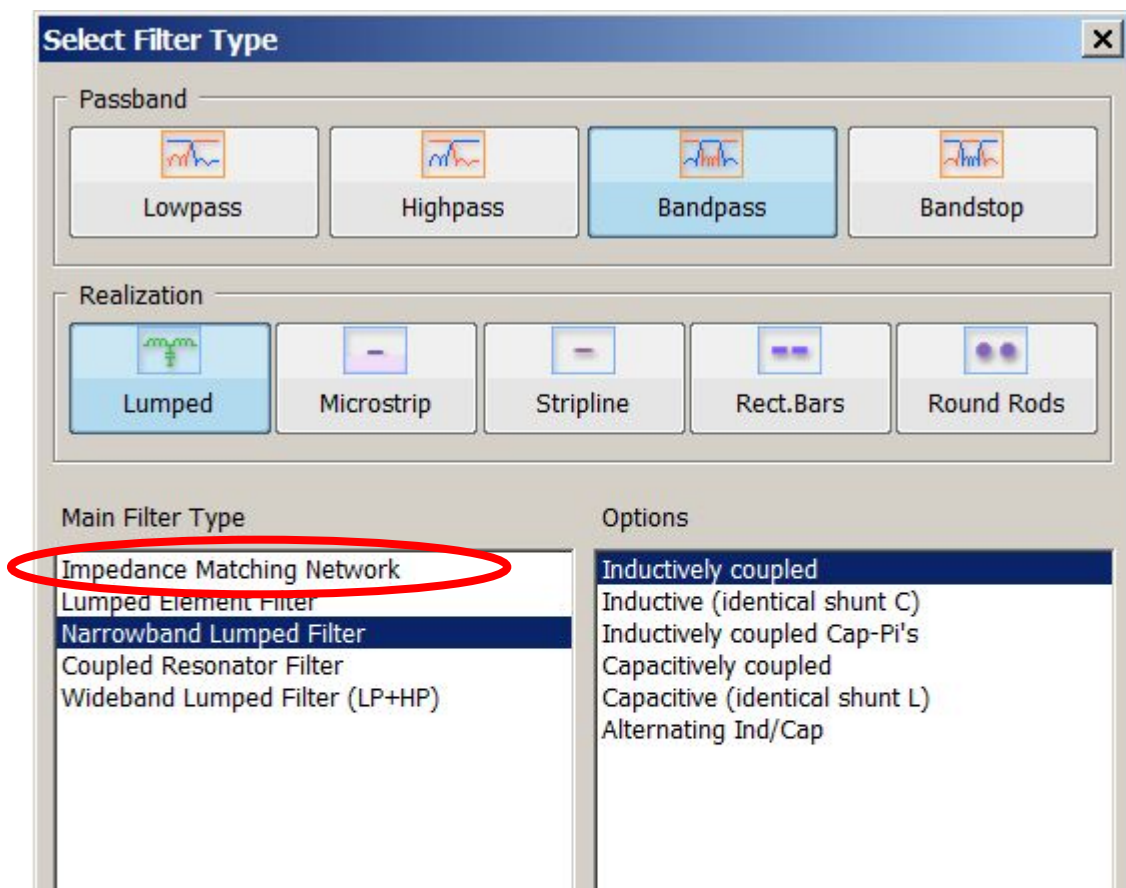 Select Filter Type
Passband
Lowpass
Highpass
Bandpass
Bandstop
Realization
Lumped
Microstrip
Stripline
Rect.Bars
Round Rods
Main Filter Type
Impedance Matching Network
Lumped Element Filter
Narrowband Lumped Filter
Coupled Resonator Filter
Wideband Lumped Filter (LP+HP)
Options
Inductively coupled
Inductive (identical shunt C)
Inductively coupled Cap-Pi's
Capacitively coupled
Capacitive (identical shunt L)
Alternating Ind/Cap